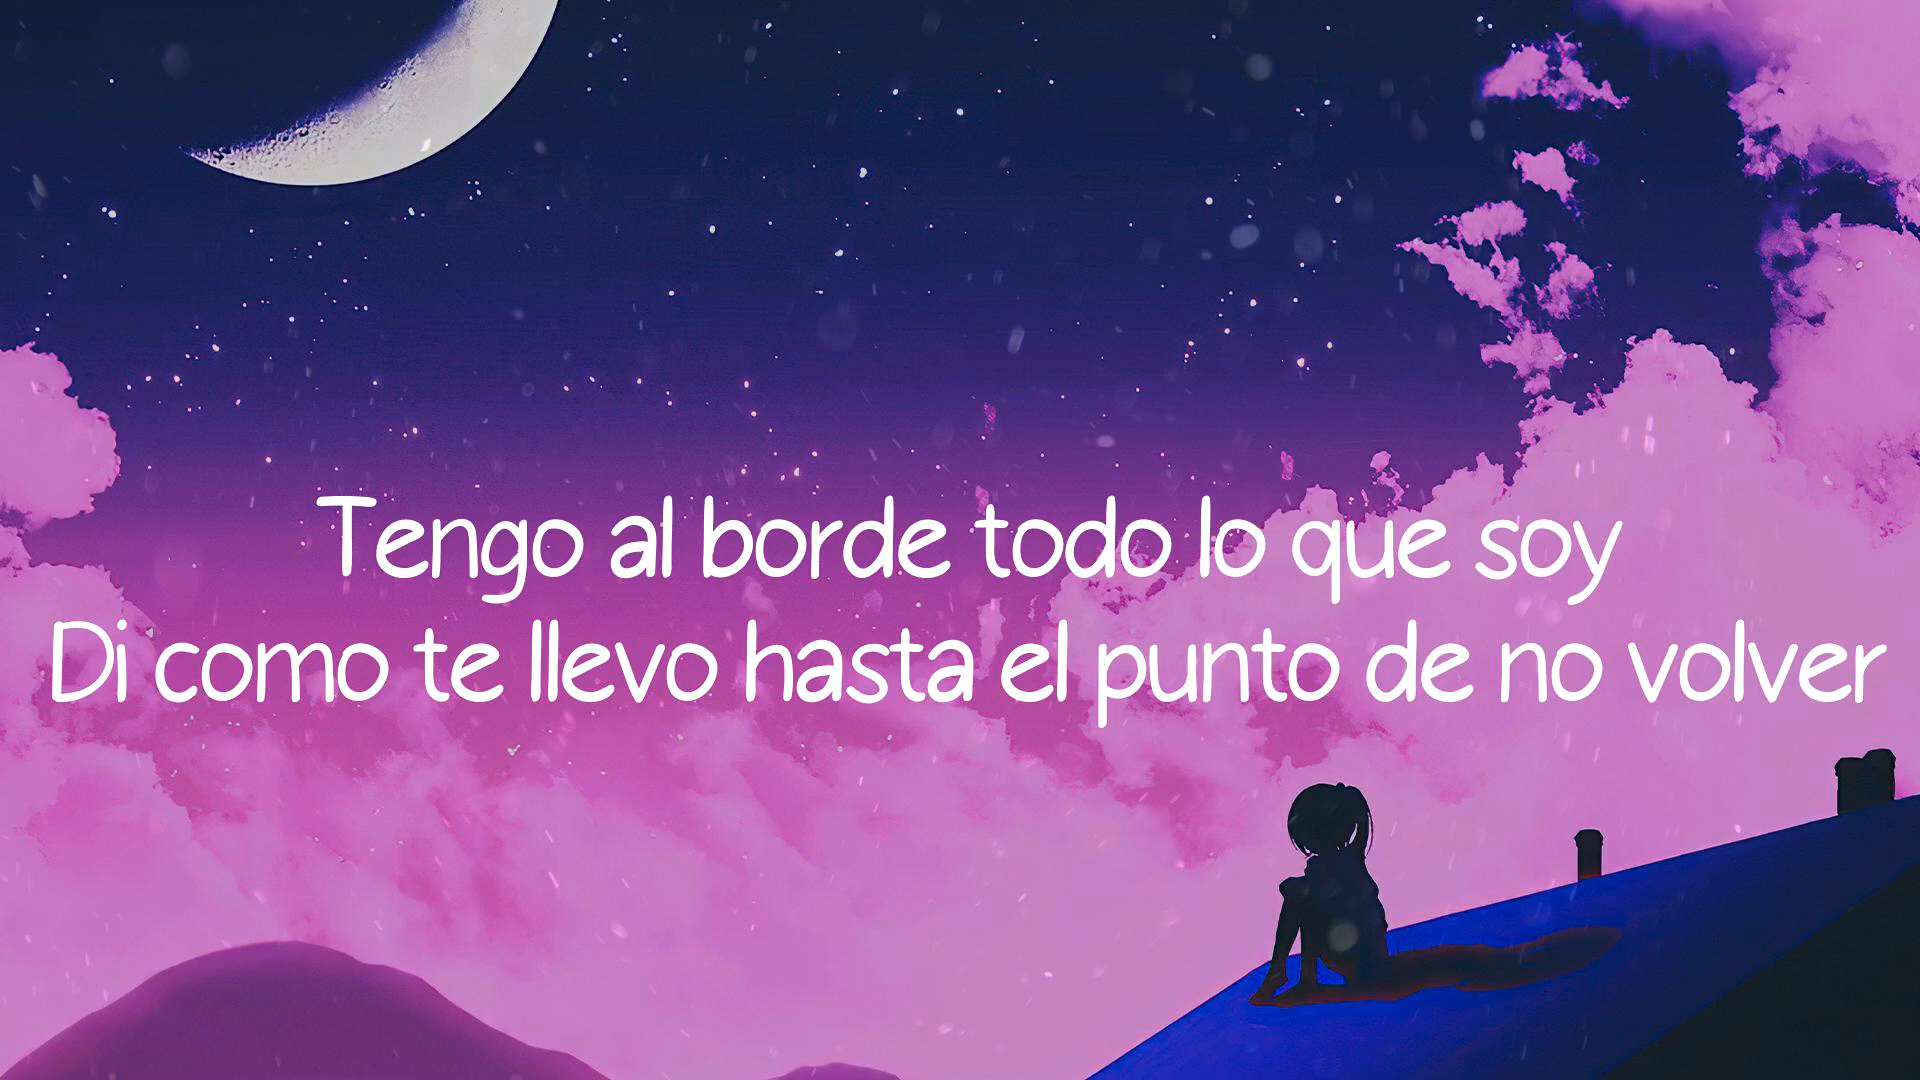 Tengo al borde todo lo que soy
Di como te llevo hasta el punto de no volver